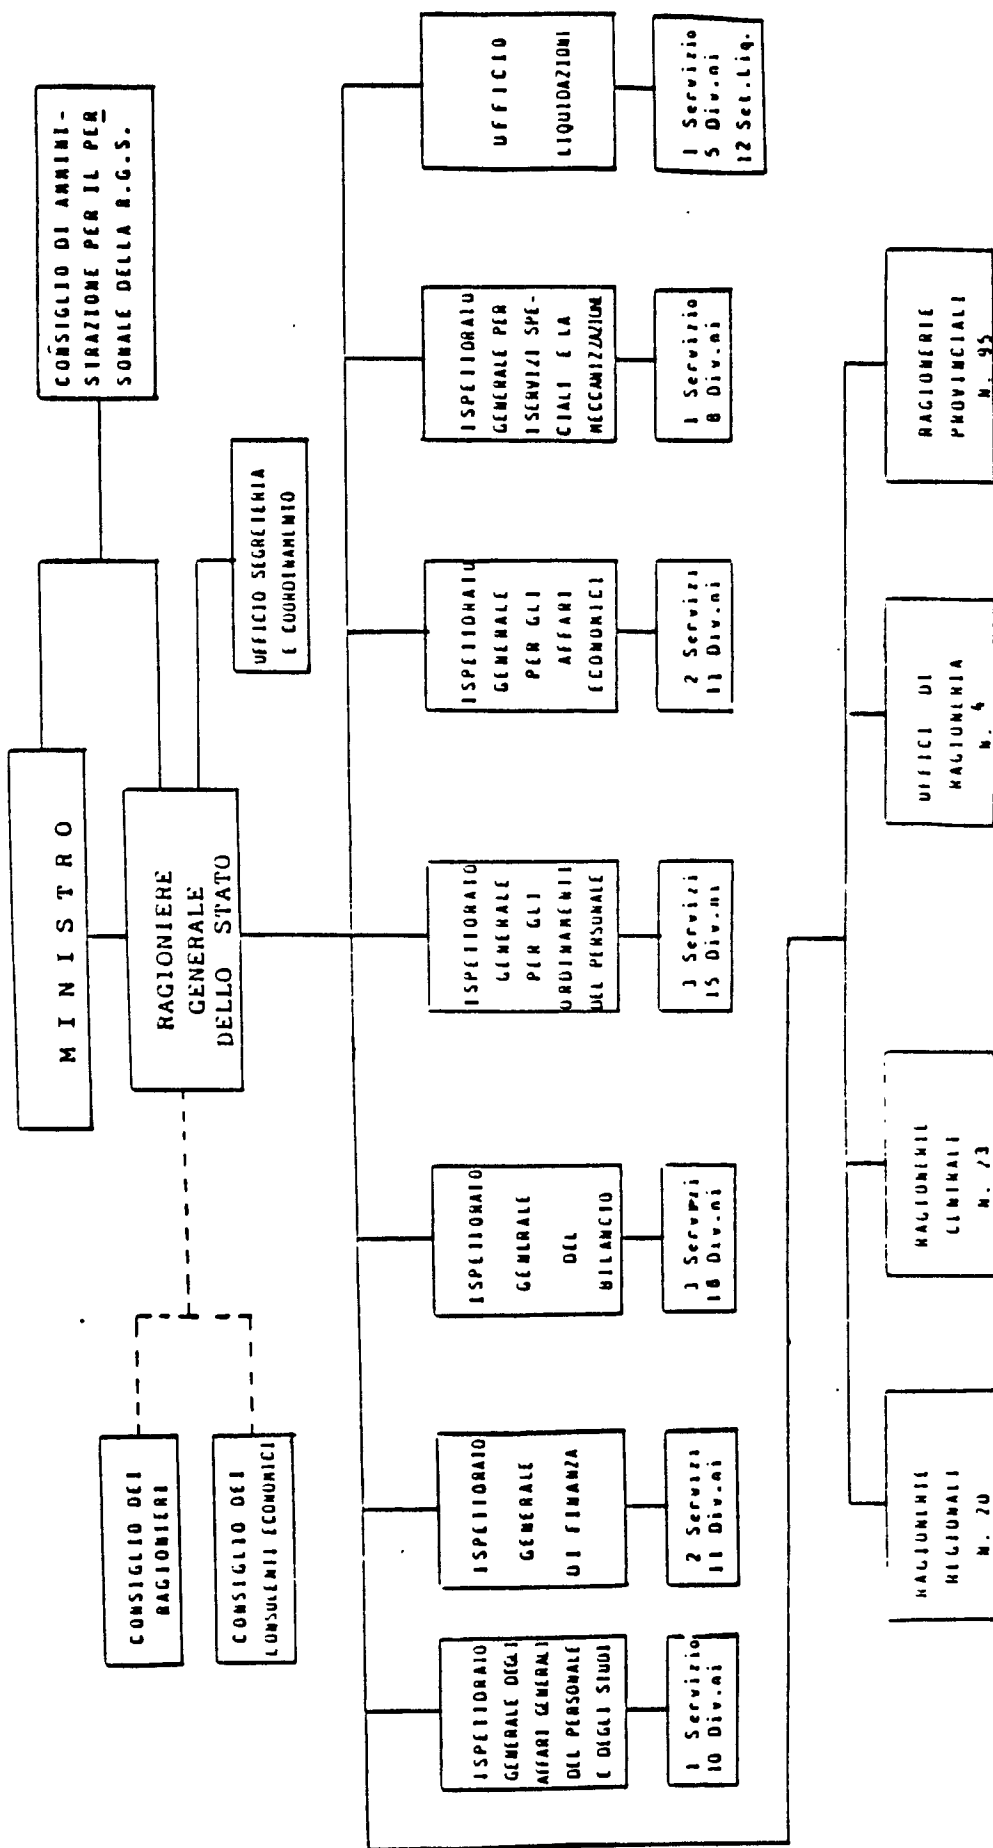 MINISTRO
CONSIGLIO DI AMMINI-
STRAZIONE PER IL PER
SONALE DELLA R.G.S.
RAGIONIERE
GENERALE
DELLO STATO
UFFICIO SEGRETERIA
E COORDINAMENTO
CONSIGLIO DEI
RAGIONIERI
CONSIGLIO DEI
CONSULENTI ECONOMICI
ISPETTORATO
GENERALE DEGLI
AFFARI GENERALI
DEL PERSONALE
E DEGLI STUDI
1 Servizio
10 Div.ni
ISPETTORATO
GENERALE
DI FINANZA
2 Servizi
11 Div.ni
ISPETTORATO
GENERALE
DEL
BILANCIO
3 Servizi
18 Div.ni
ISPETTORATO
GENERALE
PER GLI
ORDINAMENTI
DEL PERSONALE
3 Servizi
15 Div.ni
ISPETTORATO
GENERALE
PER GLI
AFFARI
ECONOMICI
2 Servizi
11 Div.ni
ISPETTORATO
GENERALE PER
I SERVIZI SPE-
CIALI E LA
MECCANIZZAZIONE
1 Servizio
8 Div.ni
UFFICIO
LIQUIDAZIONI
1 Servizio
5 Div.ni
12 Set.Liq.
RAGIONERIE
REGIONALI
N. 20
RAGIONERIE
CENTRALI
N. 23
UFFICI DI
RAGIONERIA
N. 4
RAGIONERIE
PROVINCIALI
N. 95